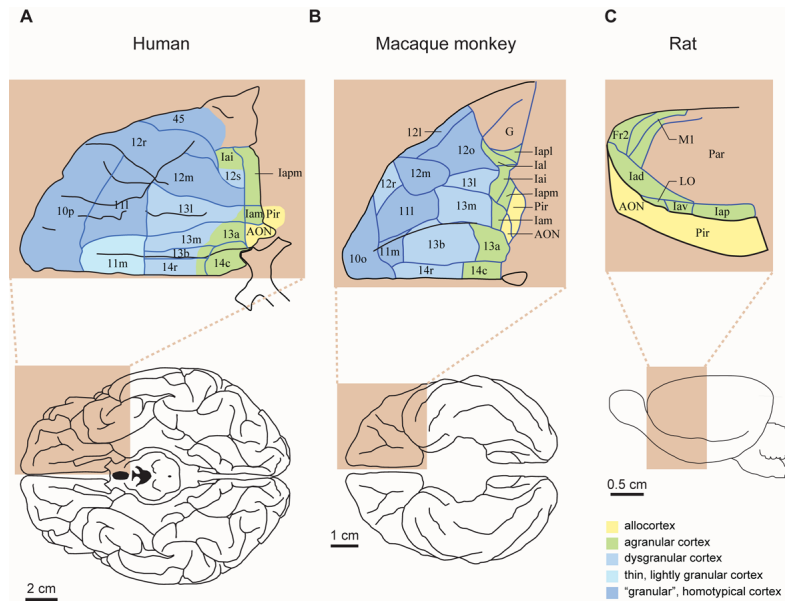 A
Human
45
12r
Iai
Iapm
12m
12s
10p
11l
13l
Iam
Pir
13a
AON
13m
13b
11m
14r
14c
2 cm
B
Macaque monkey
12l
G
12o
Iapl
Ial
12m
Iai
12r
13l
Iapm
Pir
11l
13m
Iam
AON
13b
13a
11m
10o
14r
14c
1 cm
C
Rat
Fr2
M1
Par
Iad
LO
AON
Iav
Iap
Pir
0.5 cm
allocortex
agranular cortex
dysgranular cortex
thin, lightly granular cortex
"granular", homotypical cortex